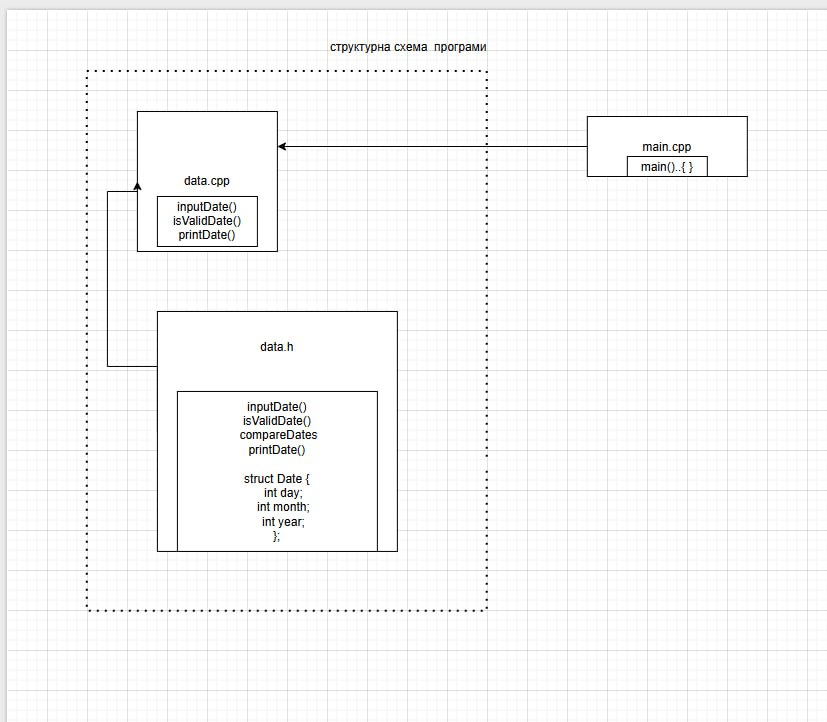 структурна схема програми
data.cpp
inputDate()
isValidDate()
printDate()
main.cpp
main()..{ }
data.h
inputDate()
isValidDate()
compareDates
printDate()
struct Date {
int day;
int month;
int year;
};